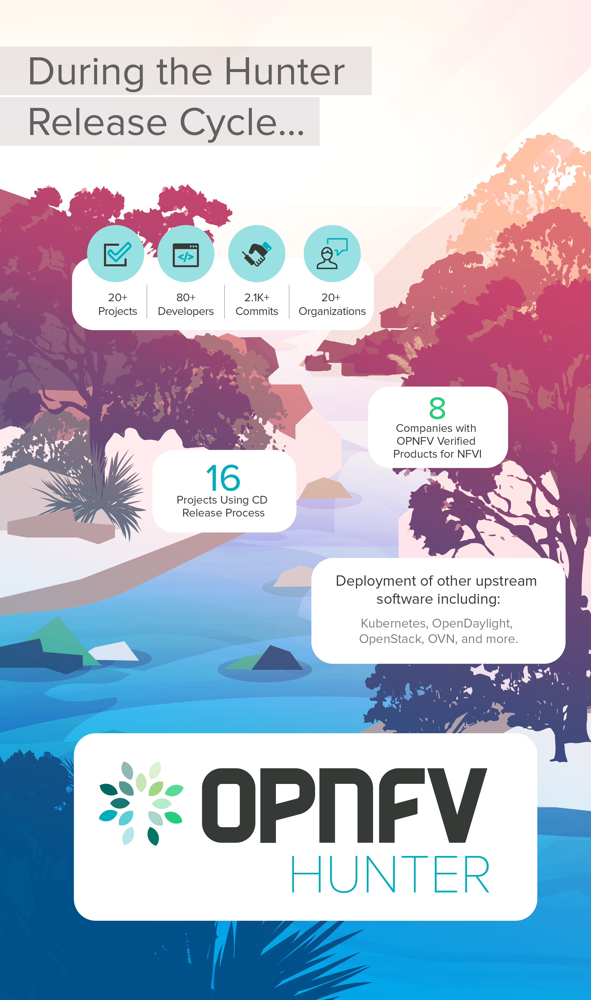 During the Hunter
Release Cycle...
</>
20+
Projects
80+
Developers
2.1K+
Commits
20+
Organizations
8
Companies with
OPNFV Verified
Products for NFVI
16
Projects Using CD
Release Process
Deployment of other upstream
software including:
Kubernetes, OpenDaylight,
OpenStack, OVN, and more.
OPNFV
HUNTER